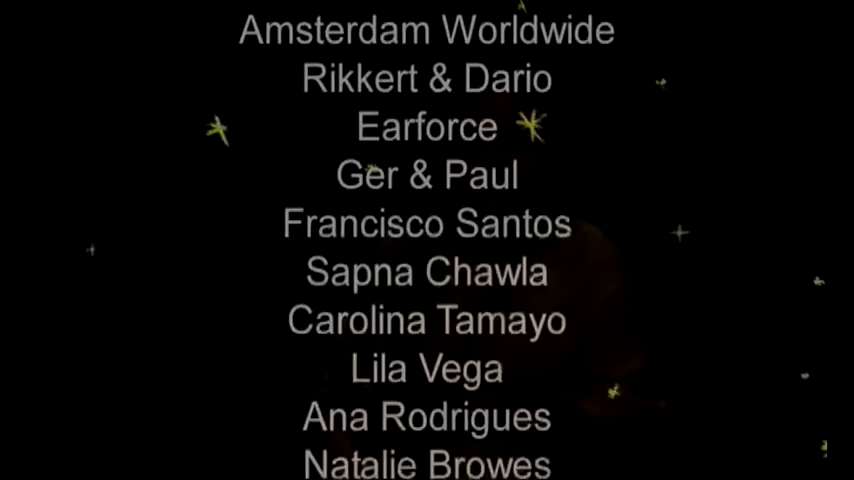 Amsterdam Worldwide
Rikkert & Dario
Earforce
Ger & Paul
Francisco Santos
Sapna Chawla
Carolina Tamayo
Lila Vega
Ana Rodrigues
Natalie Browes